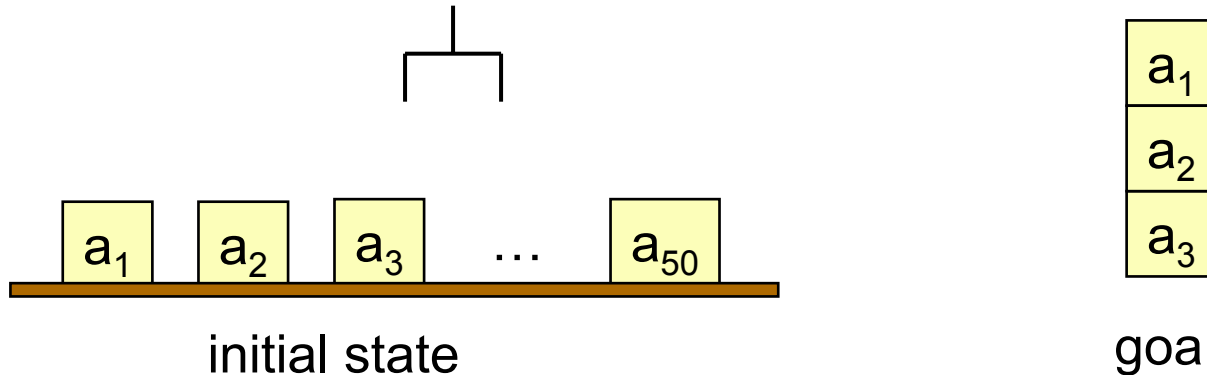 a₁ a₂ a₃ … a₅₀
initial state
a₁
a₂
a₃
goa